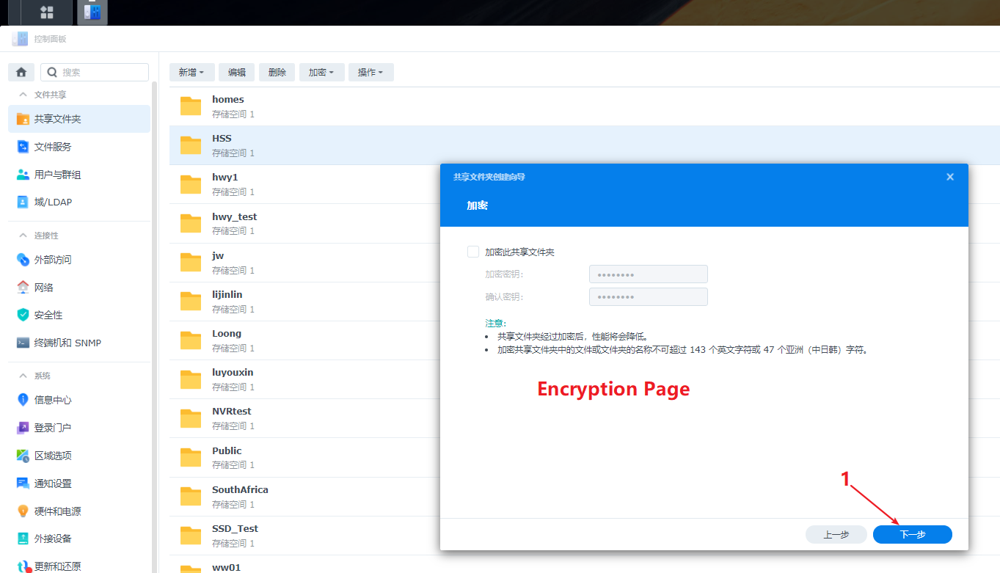 控制面板
搜索
新增
编辑
删除
加密
操作
文件共享
共享文件夹
文件服务
用户与群组
域/LDAP
连接性
外部访问
网络
安全性
终端机和 SNMP
系统
信息中心
登录门户
区域选项
通知设置
硬件和电源
外接设备
更新和还原
homes
存储空间 1
HSS
存储空间 1
hwy1
存储空间 1
hwy_test
存储空间 1
jw
存储空间 1
lijinlin
存储空间 1
Loong
存储空间 1
luyouxin
存储空间 1
NVRtest
存储空间 1
Public
存储空间 1
SouthAfrica
存储空间 1
SSD_Test
存储空间 1
ww01
共享文件夹创建向导
加密
加密此共享文件夹
加密密钥:
确认密钥:
注意:
• 共享文件夹经过加密后，性能将会降低。
• 加密共享文件夹中的文件或文件夹的名称不可超过 143 个英文字符或 47 个亚洲（中日韩）字符。
Encryption Page
1
上一步
下一步